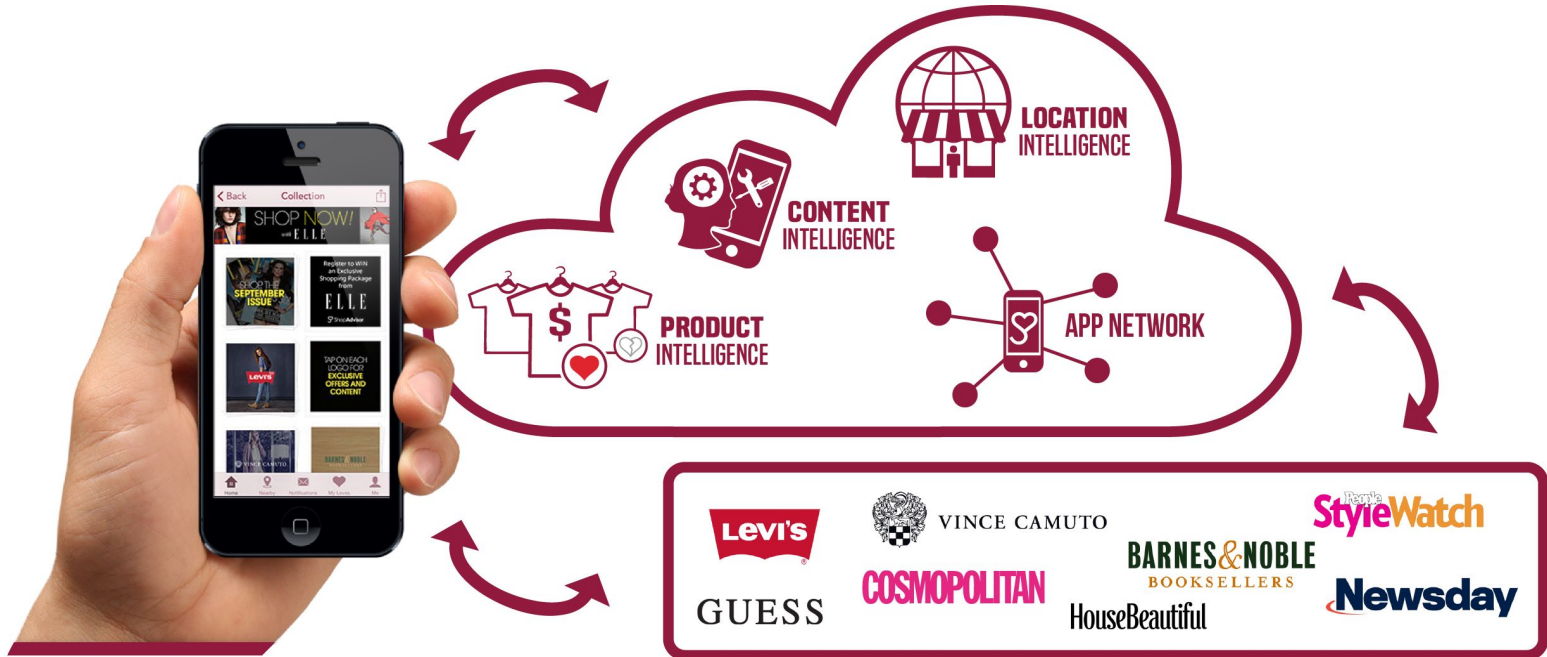 Back
Collection
SHOP NOW!
with ELLE
SHOP THE
SEPTEMBER
ISSUE
Register to WIN
an Exclusive
Shopping Package
from
ELLE
ShopAdvisor
LEVI'S
TAP ON EACH
LOGO FOR
EXCLUSIVE
OFFERS AND
CONTENT
VINCE CAMUTO
BARNES&NOBLE
Home
Nearby
Notifications
My Loves
Me
LOCATION
INTELLIGENCE
CONTENT
INTELLIGENCE
$
PRODUCT
INTELLIGENCE
APP NETWORK
LEVI'S
®
VINCE CAMUTO
People
StyleWatch
BARNES&NOBLE
BOOKSELLERS
GUESS
COSMOPOLITAN
HouseBeautiful
Newsday